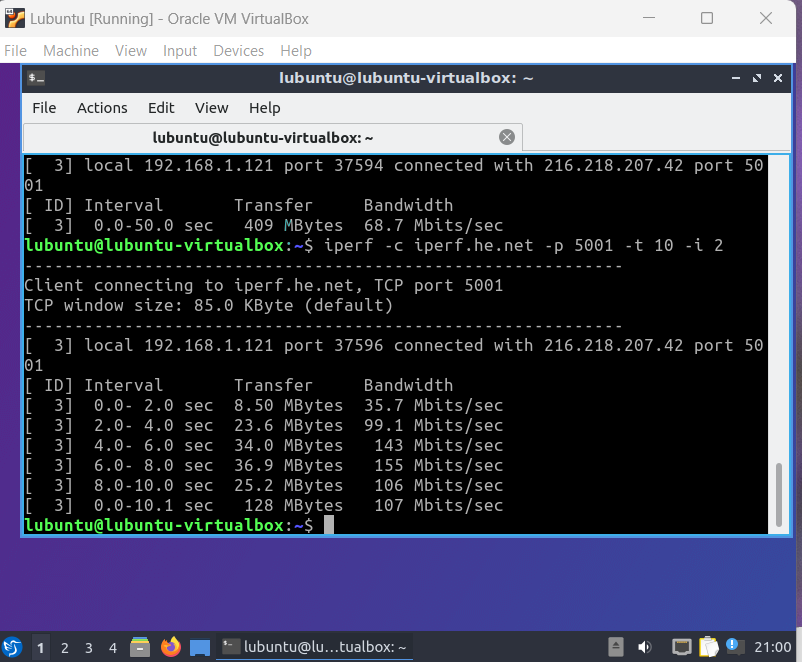 Lubuntu [Running] - Oracle VM VirtualBox
File Machine View Input Devices Help
lubuntu@lubuntu-virtualbox: ~
File Actions Edit View Help
lubuntu@lubuntu-virtualbox: ~
[  3] local 192.168.1.121 port 37594 connected with 216.218.207.42 port 50
01
[ ID] Interval       Transfer     Bandwidth
[  3]  0.0-50.0 sec   409 MBytes  68.7 Mbits/sec
lubuntu@lubuntu-virtualbox:~$ iperf -c iperf.he.net -p 5001 -t 10 -i 2
------------------------------------------------------------
Client connecting to iperf.he.net, TCP port 5001
TCP window size: 85.0 KByte (default)
------------------------------------------------------------
[  3] local 192.168.1.121 port 37596 connected with 216.218.207.42 port 50
01
[ ID] Interval       Transfer     Bandwidth
[  3]  0.0- 2.0 sec  8.50 MBytes  35.7 Mbits/sec
[  3]  2.0- 4.0 sec  23.6 MBytes  99.1 Mbits/sec
[  3]  4.0- 6.0 sec  34.0 MBytes   143 Mbits/sec
[  3]  6.0- 8.0 sec  36.9 MBytes   155 Mbits/sec
[  3]  8.0-10.0 sec  25.2 MBytes   106 Mbits/sec
[  3]  0.0-10.1 sec   128 MBytes   107 Mbits/sec
lubuntu@lubuntu-virtualbox:~$
1 2 3 4 lubuntu@lu…tualbox: ~ 21:00